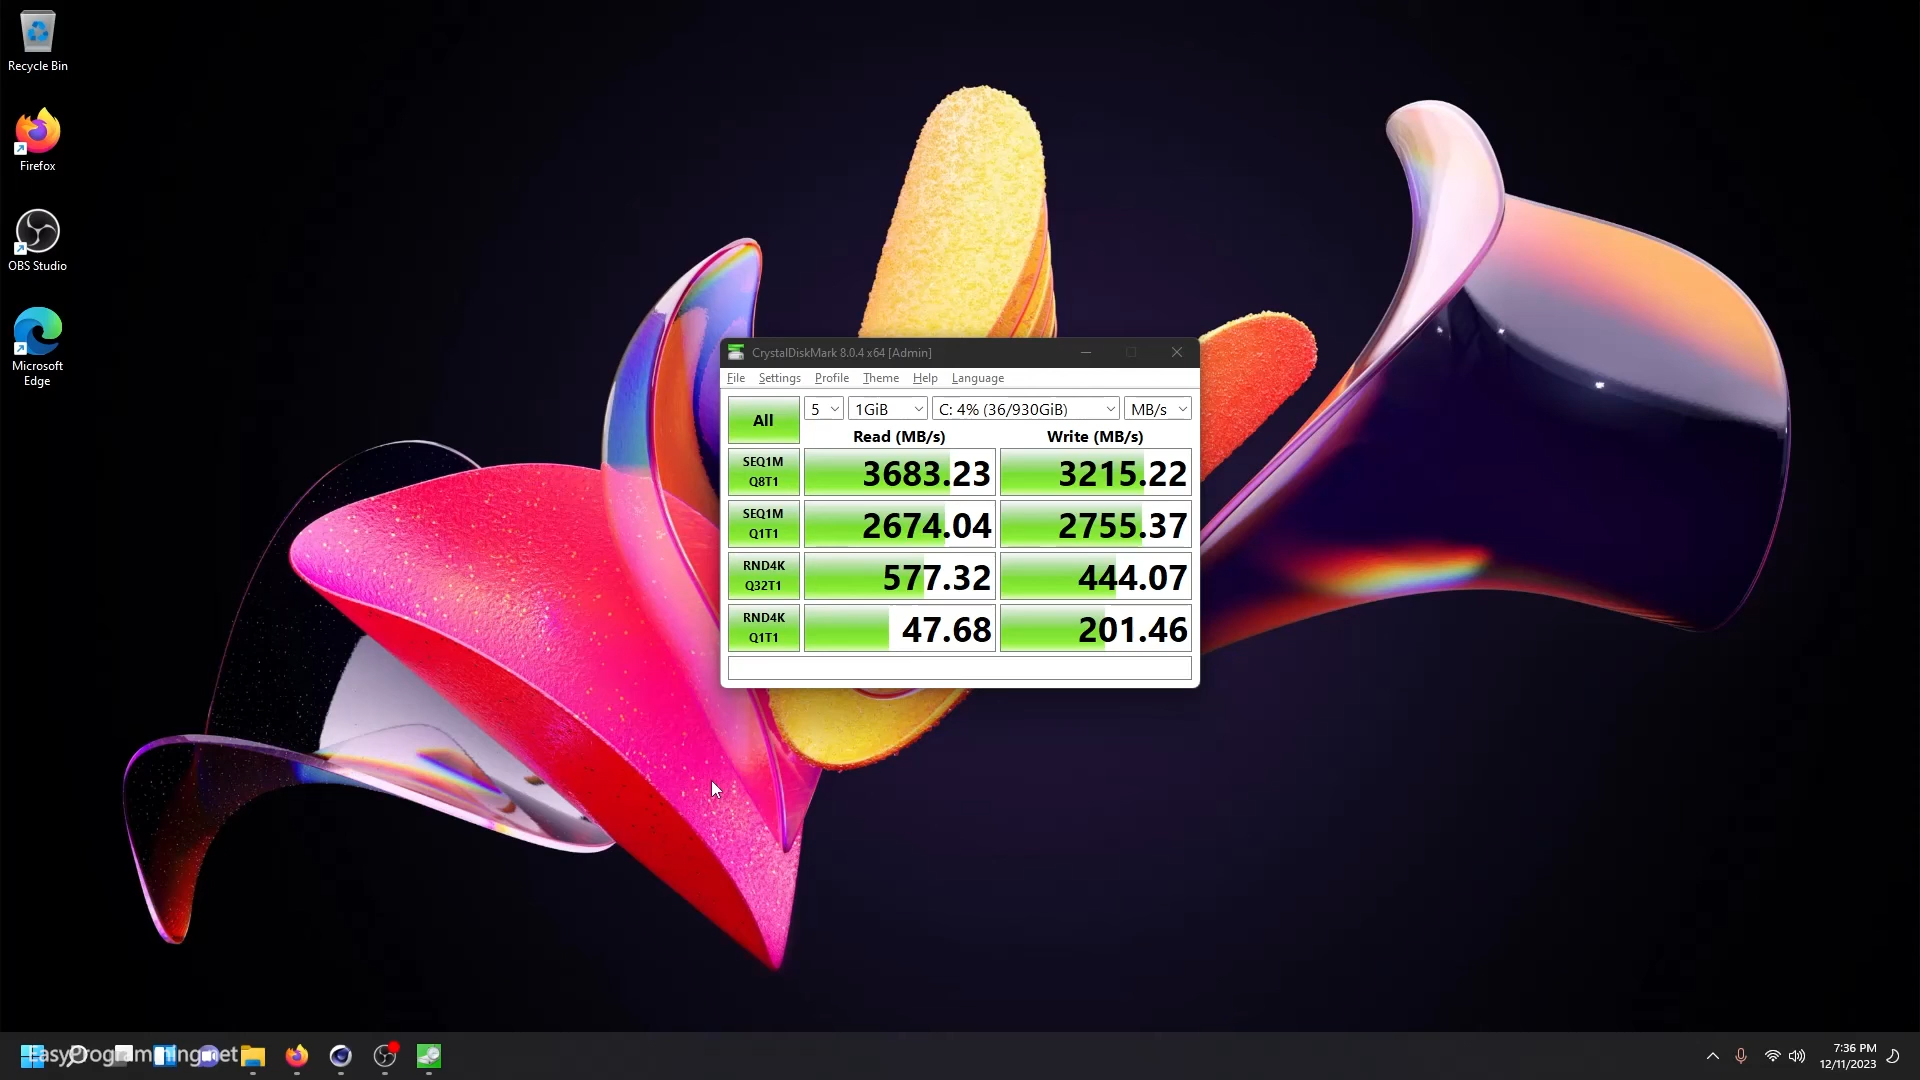 Recycle Bin
Firefox
OBS Studio
Microsoft
Edge
CrystalDiskMark 8.0.4 x64 [Admin]
File Settings Profile Theme Help Language
All 5 1GiB C: 4% (36/930GiB) MB/s
Read (MB/s) Write (MB/s)
SEQ1M
Q8T1
3683.23 3215.22
SEQ1M
Q1T1
2674.04 2755.37
RND4K
Q32T1
577.32 444.07
RND4K
Q1T1
47.68 201.46
EasyProgramming.net
7:36 PM
12/11/2023